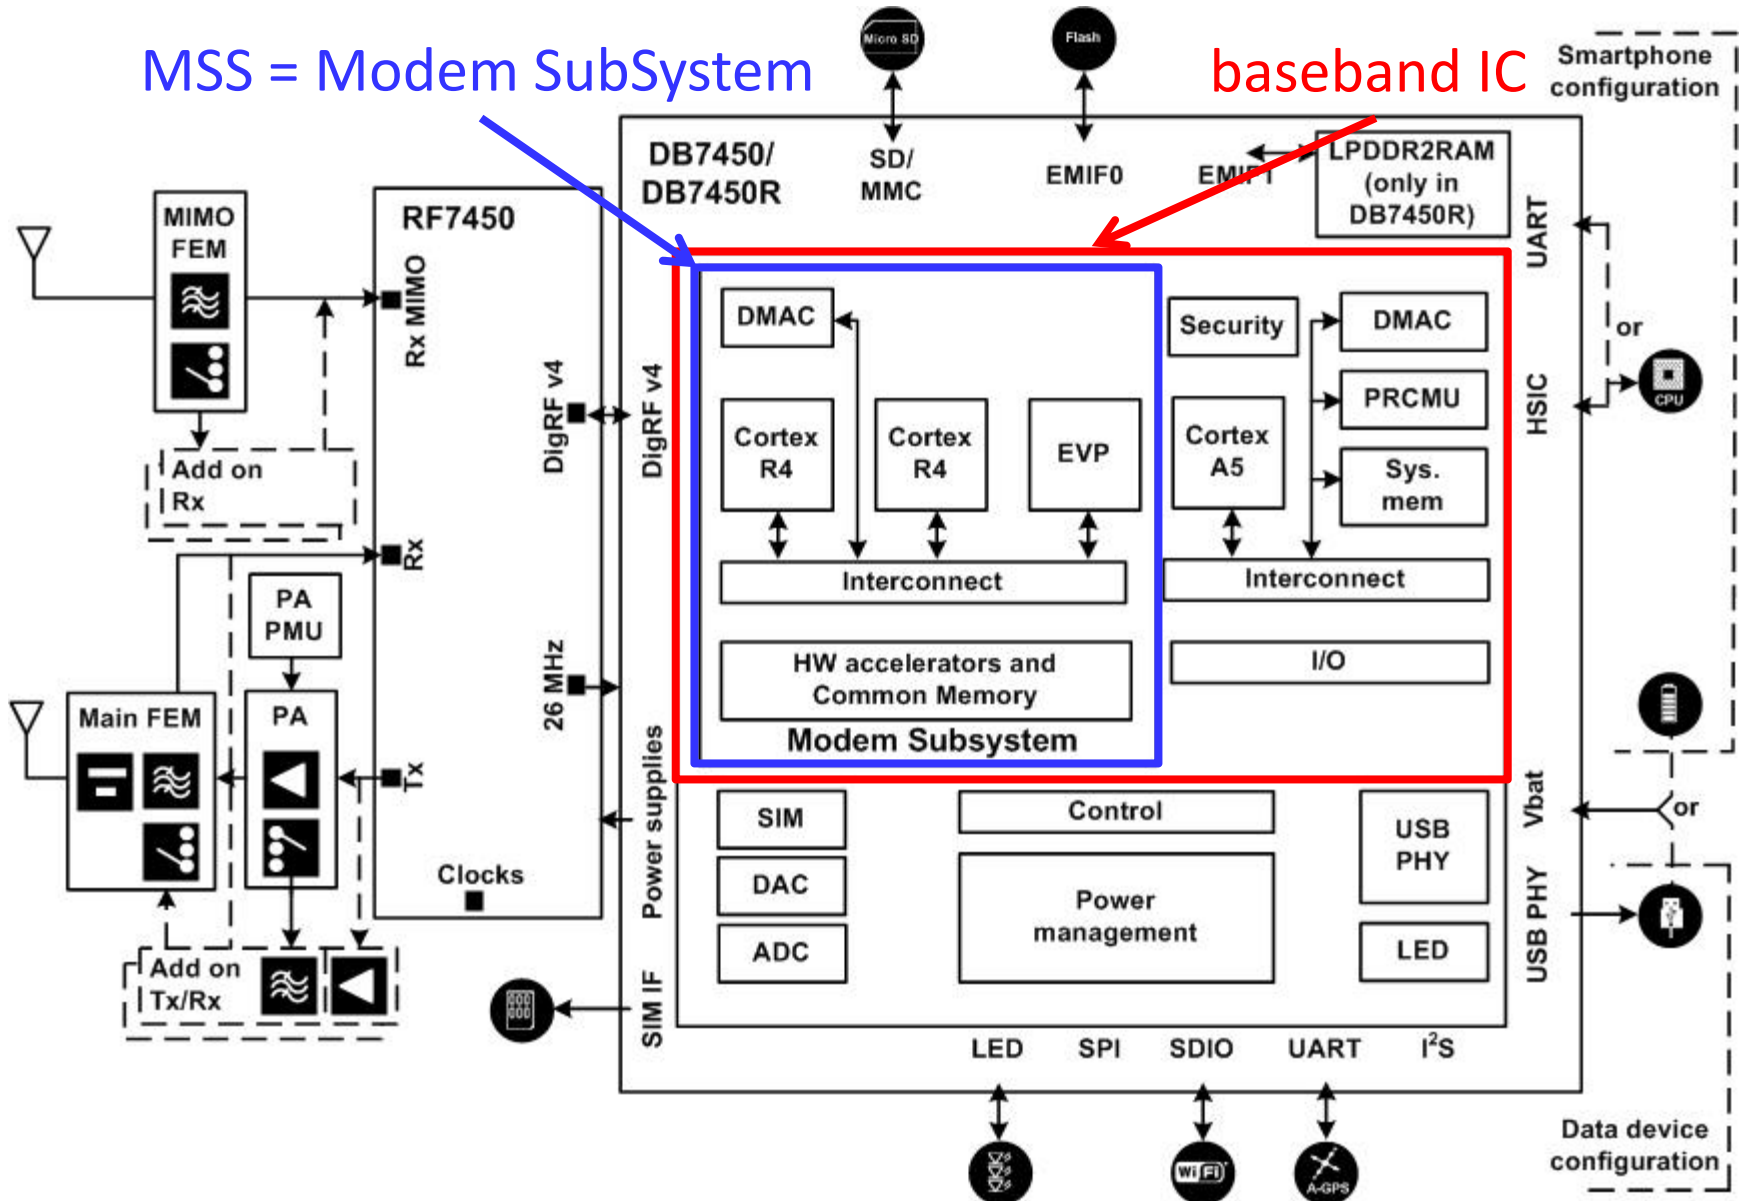 MSS = Modem SubSystem
baseband IC
Micro SD
Flash
Smartphone
configuration
DB7450/
DB7450R
SD/
MMC
EMIF0
EMIF1
LPDDR2RAM
(only in
DB7450R)
UART
HSIC
or
CPU
MIMO
FEM
RF7450
Rx MIMO
DigRF v4
DigRF v4
Add on
Rx
Rx
PA
PMU
Main FEM
PA
Tx
26 MHz
Clocks
Power supplies
SIM IF
Add on
Tx/Rx
DMAC
Cortex
R4
Cortex
R4
EVP
Interconnect
HW accelerators and
Common Memory
Modem Subsystem
Security
DMAC
PRCMU
Cortex
A5
Sys.
mem
Interconnect
I/O
SIM
DAC
ADC
Control
Power
management
USB
PHY
LED
Vbat
or
USB PHY
LED
SPI
SDIO
UART
I²S
WiFi
A-GPS
Data device
configuration